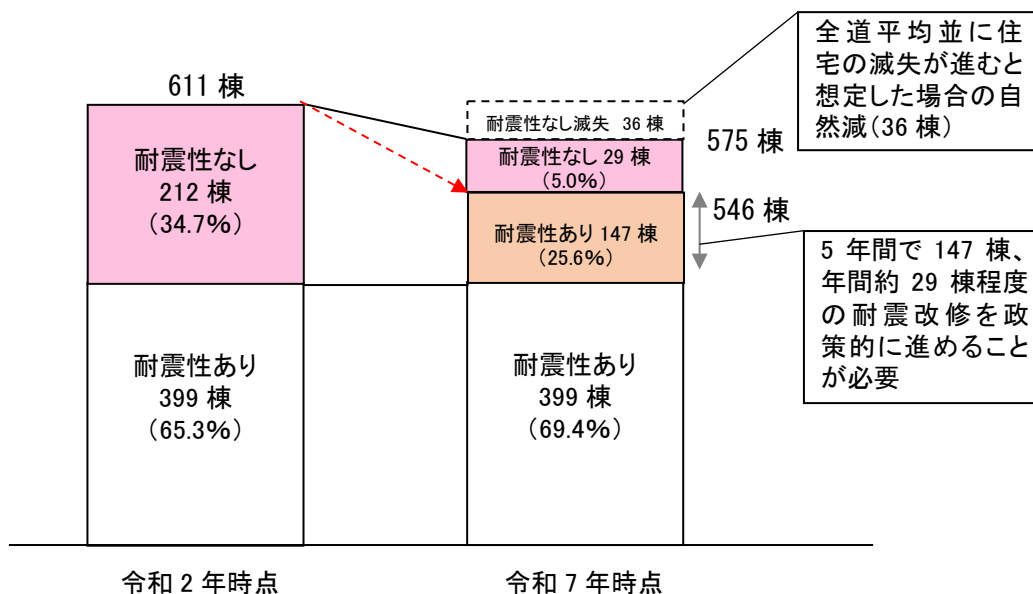 611 棟
耐震性なし
212 棟
（34.7%）
耐震性あり
399 棟
（65.3%）
令和 2 年時点
耐震性なし滅失 36 棟
耐震性なし 29 棟
（5.0%）
耐震性あり 147 棟
（25.6%）
耐震性あり
399 棟
（69.4%）
令和 7 年時点
575 棟
546 棟
全道平均並に住
宅の滅失が進むと
想定した場合の自
然減（36 棟）
5 年間で 147 棟、
年間約 29 棟程度
の耐震改修を政
策的に進めること
が必要